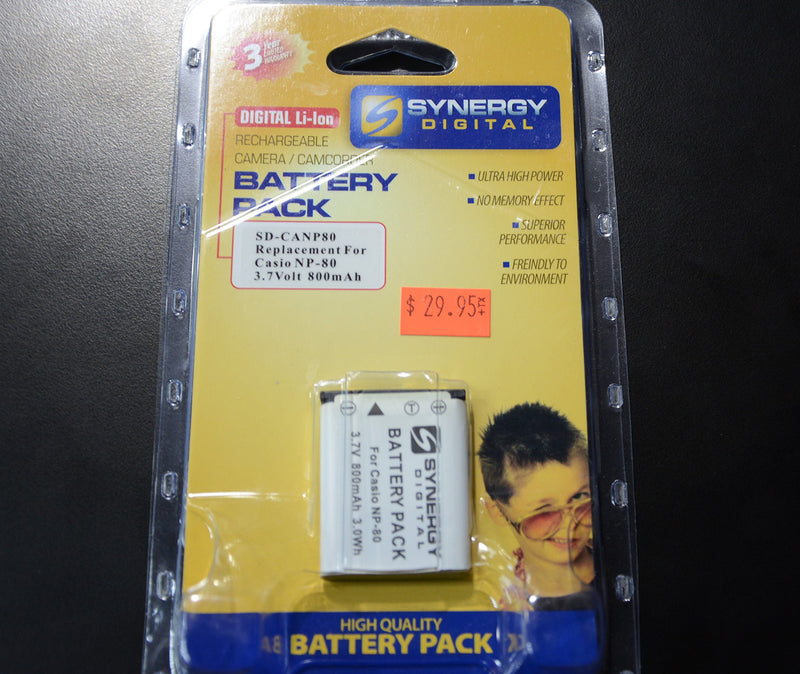 3 Year
LIMITED
WARRANTY
SYNERGY
DIGITAL
DIGITAL Li-Ion
RECHARGEABLE
CAMERA / CAMCORDER
BATTERY
PACK
ULTRA HIGH POWER
NO MEMORY EFFECT
SUPERIOR
PERFORMANCE
FREINDLY TO
ENVIRONMENT
SD-CANP80
Replacement For
Casio NP-80
3.7Volt 800mAh
$ 29.95
T
SYNERGY
DIGITAL
BATTERY PACK
For Casio NP-80
3.7V 800mAh 3.0Wh
HIGH QUALITY
BATTERY PACK